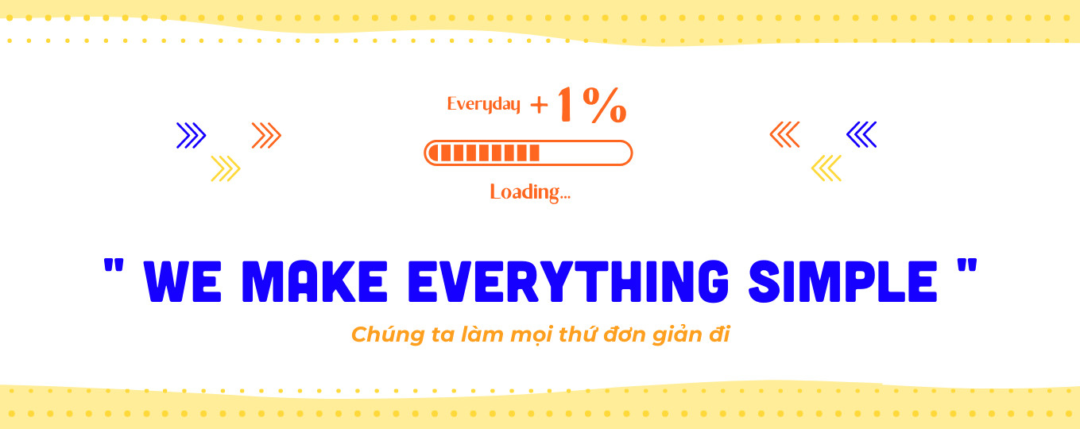 Everyday + 1%
Loading...
" WE MAKE EVERYTHING SIMPLE "
Chúng ta làm mọi thứ đơn giản đi